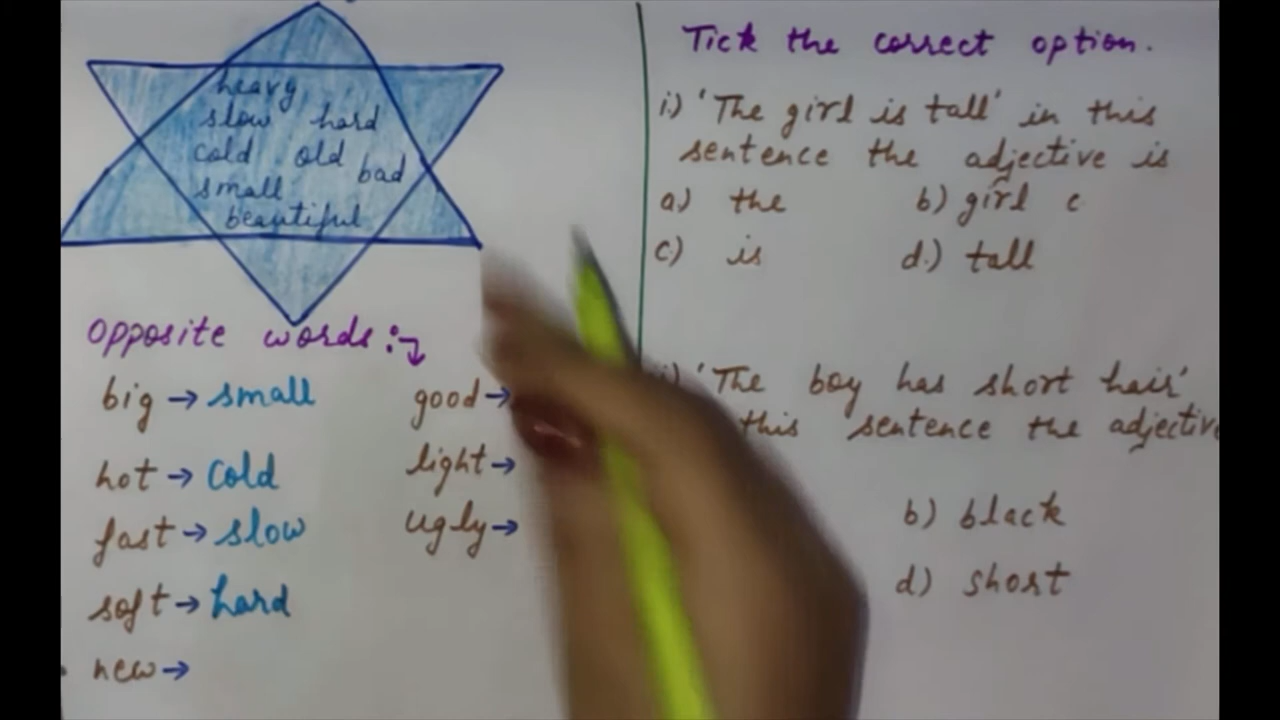 heavy
slow hard
cold old
bad
small
beautiful
Opposite words:
big → small
hot → cold
fast → slow
soft → hard
new →
good →
light →
ugly →
Tick the correct option.
i) 'The girl is tall' in this
sentence the adjective is
a) the b) girl c
c) is d.) tall
'The boy has short hair'
this sentence the adjective
b) black
d) short